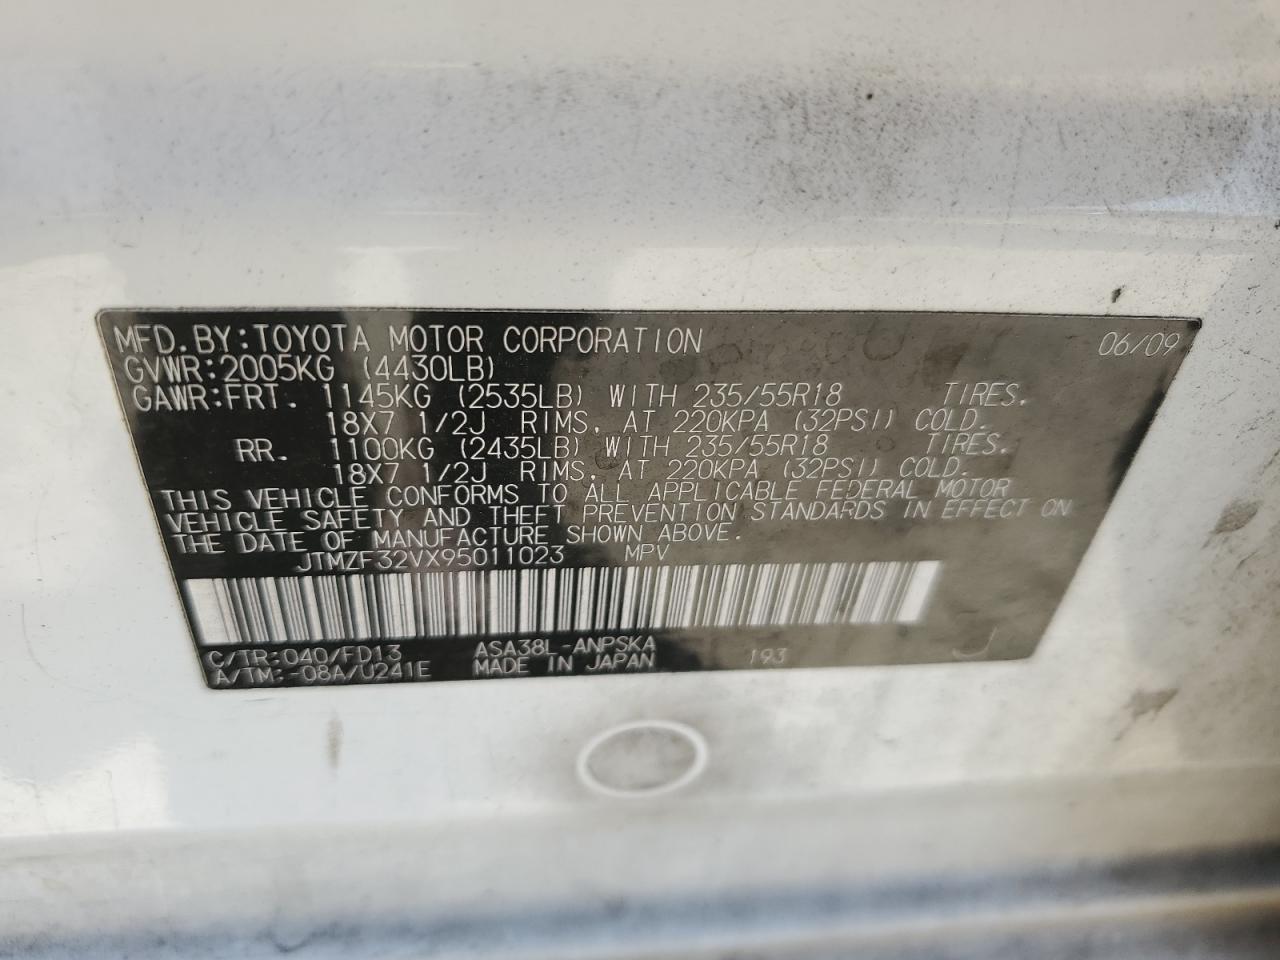 MFD.BY:TOYOTA MOTOR CORPORATION 06/09
GVWR:2005KG (4430LB)
GAWR:FRT. 1145KG (2535LB) WITH 235/55R18 TIRES.
18X7 1/2J RIMS, AT 220KPA (32PSI) COLD.
RR. 1100KG (2435LB) WITH 235/55R18 TIRES.
18X7 1/2J RIMS, AT 220KPA (32PSI) COLD.
THIS VEHICLE CONFORMS TO ALL APPLICABLE FEDERAL MOTOR
VEHICLE SAFETY AND THEFT PREVENTION STANDARDS IN EFFECT ON
THE DATE OF MANUFACTURE SHOWN ABOVE.
JTMZF32VX95011023 MPV
C/TR:040/FD13 ASA38L-ANPSKA 193 J
A/TM:-08A/U241E MADE IN JAPAN